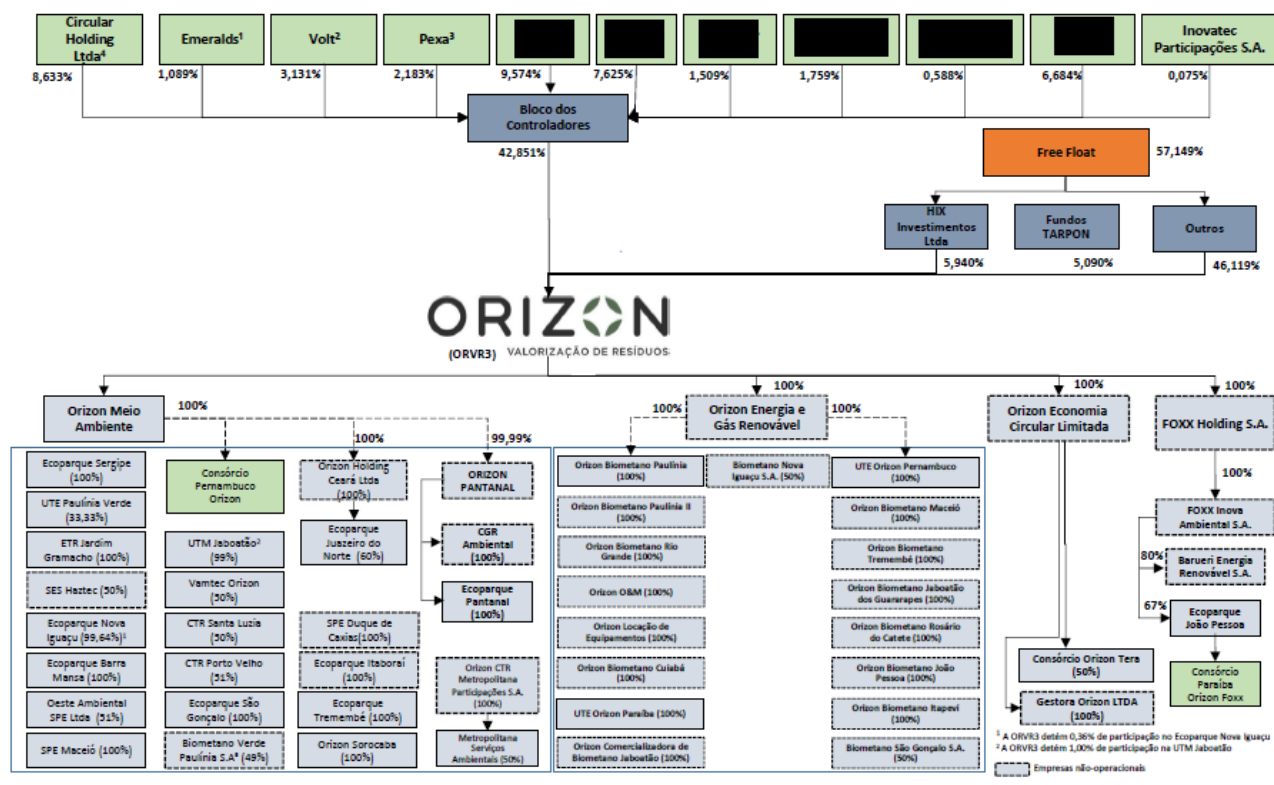 Circular
Holding
Ltda⁴
Emeralds¹
Volt²
Pexa³
Inovatec
Participações S.A.
8,633%
1,089%
3,131%
2,183%
9,574%
7,625%
1,509%
1,759%
0,588%
6,684%
0,075%
Bloco dos
Controladores
42,851%
Free Float
57,149%
HIX
Investimentos
Ltda
Fundos
TARPON
Outros
5,940%
5,090%
46,119%
ORIZON
(ORVR3)
VALORIZAÇÃO DE RESÍDUOS
100%
100%
100%
Orizon Meio
Ambiente
100%
100%
99,99%
Ecoparque Sergipe
(100%)
UTE Paulínia Verde
(33,33%)
ETR Jardim
Gramacho (100%)
SES Haztec (50%)
Ecoparque Nova
Iguaçu (99,64%)¹
Ecoparque Barra
Mansa (100%)
Oeste Ambiental
SPE Ltda (51%)
SPE Maceió (100%)
Consórcio
Pernambuco
Orizon
UTM Jaboatão²
(99%)
Vamtec Orizon
(50%)
CTR Santa Luzia
(50%)
CTR Porto Velho
(51%)
Ecoparque São
Gonçalo (100%)
Biometano Verde
Paulínia S.A⁴ (49%)
Orizon Holding
Ceará Ltda
(100%)
Ecoparque
Juazeiro do
Norte (60%)
SPE Duque de
Caxias(100%)
Ecoparque Itaboraí
(100%)
Ecoparque
Tremembé (100%)
Orizon Sorocaba
(100%)
ORIZON
PANTANAL
CGR
Ambiental
(100%)
Ecoparque
Pantanal
(100%)
Orizon CTR
Metropolitana
Participações S.A.
(100%)
Metropolitana
Serviços
Ambientais (50%)
Orizon Energia e
Gás Renovável
100%
100%
Orizon Biometano Paulínia
(100%)
Orizon Biometano Paulínia II
(100%)
Orizon Biometano Rio
Grande (100%)
Orizon O&M (100%)
Orizon Locação de
Equipamentos (100%)
Orizon Biometano Cuiabá
(100%)
UTE Orizon Paraíba (100%)
Orizon Comercializadora de
Biometano Jaboatão (100%)
Biometano Nova
Iguaçu S.A. (50%)
UTE Orizon Pernambuco
(100%)
Orizon Biometano Maceió
(100%)
Orizon Biometano
Tremembé (100%)
Orizon Biometano Jaboatão
dos Guararapes (100%)
Orizon Biometano Rosário
do Catete (100%)
Orizon Biometano João
Pessoa (100%)
Orizon Biometano Itapevi
(100%)
Biometano São Gonçalo S.A.
(50%)
Orizon Economia
Circular Limitada
Consórcio Orizon Tera
(50%)
Gestora Orizon LTDA
(100%)
FOXX Holding S.A.
100%
FOXX Inova
Ambiental S.A.
80%
Barueri Energia
Renovável S.A.
67%
Ecoparque
João Pessoa
Consórcio
Paraíba
Orizon Foxx
¹ A ORVR3 detém 0,36% de participação no Ecoparque Nova Iguaçu
² A ORVR3 detém 1,00% de participação na UTM Jaboatão
Empresas não-operacionais